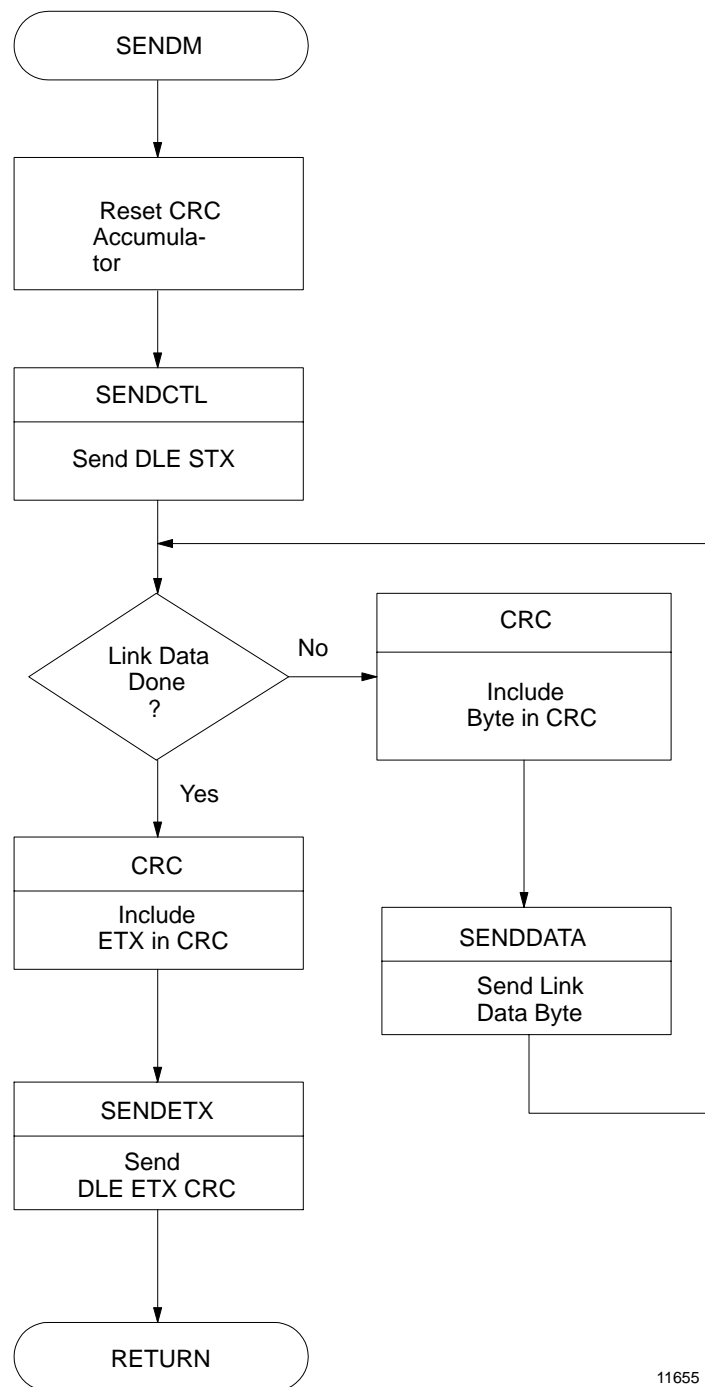 SENDM
Reset CRC
Accumula-
tor
SENDCTL
Send DLE STX
Link Data
Done
?
No
CRC
Include
Byte in CRC
Yes
CRC
Include
ETX in CRC
SENDDATA
Send Link
Data Byte
SENDETX
Send
DLE ETX CRC
RETURN
11655